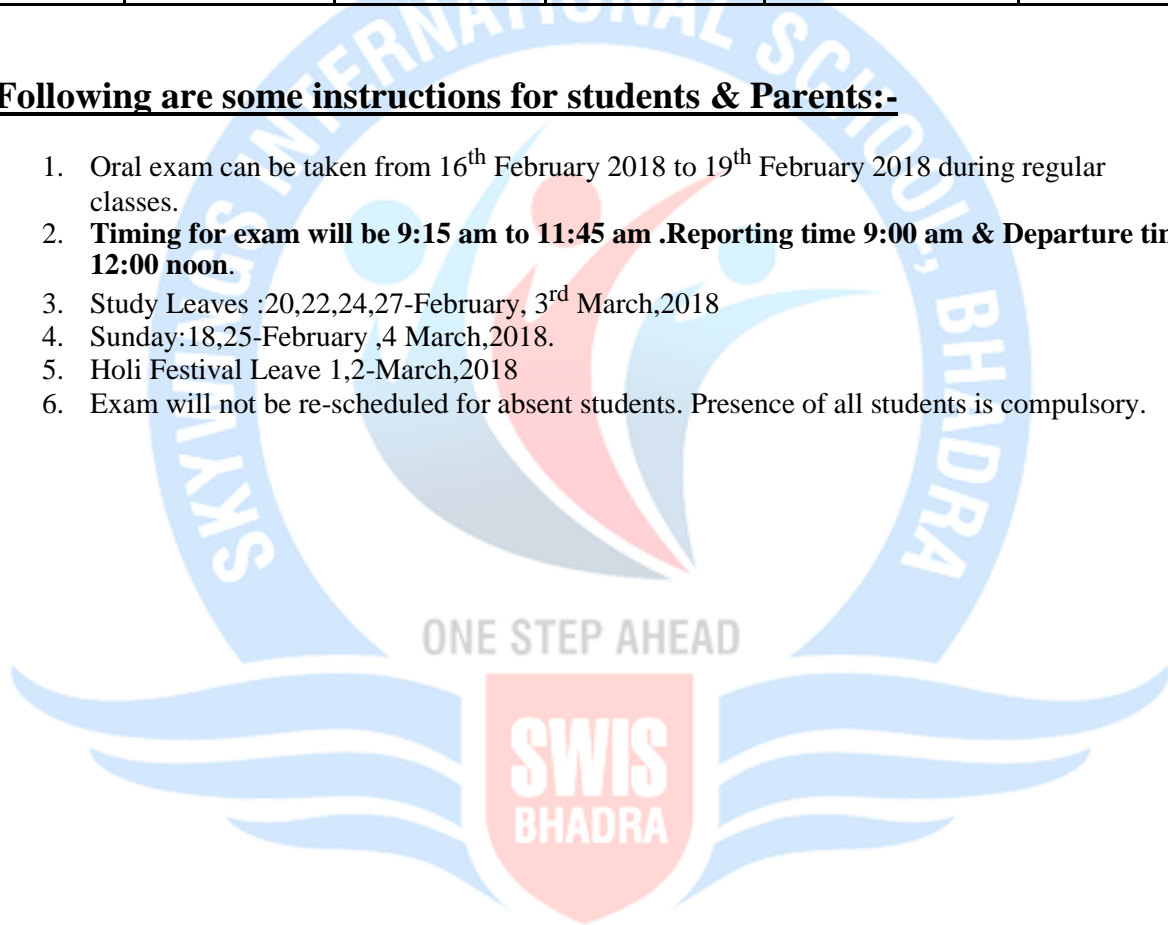 Following are some instructions for students & Parents:-
1. Oral exam can be taken from 16th February 2018 to 19th February 2018 during regular
classes.
2. Timing for exam will be 9:15 am to 11:45 am .Reporting time 9:00 am & Departure
12:00 noon.
3. Study Leaves :20,22,24,27-February, 3rd March,2018
4. Sunday:18,25-February ,4 March,2018.
5. Holi Festival Leave 1,2-March,2018
6. Exam will not be re-scheduled for absent students. Presence of all students is compulsory.
SKYWINGS INTERNATIONAL SCHOOL, BHADRA
ONE STEP AHEAD
SWIS
BHADRA